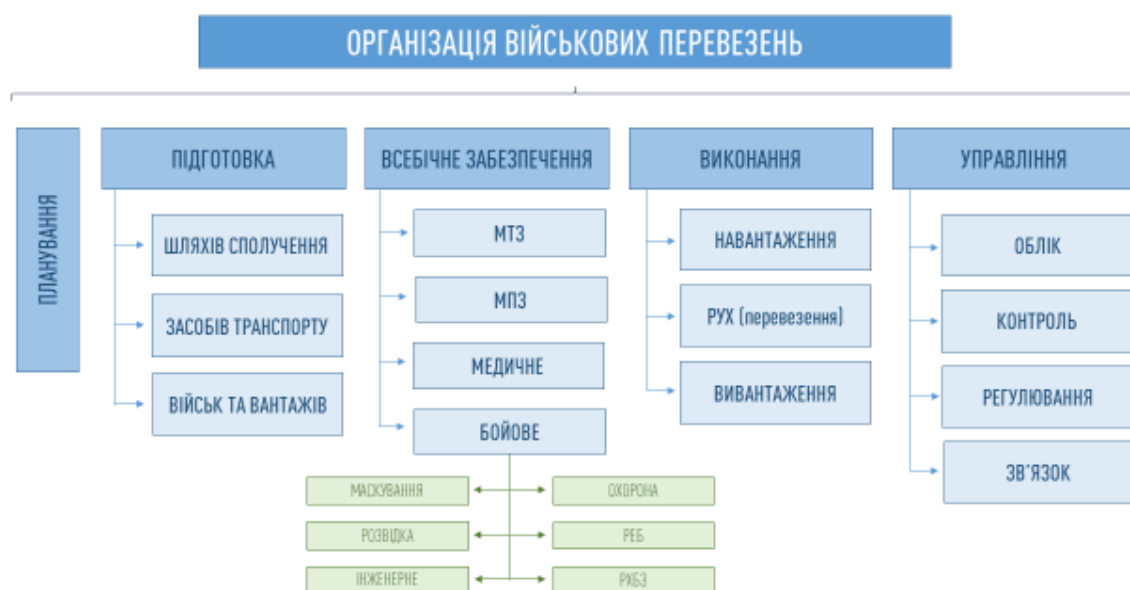 ОРГАНІЗАЦІЯ ВІЙСЬКОВИХ ПЕРЕВЕЗЕНЬ
ПЛАНУВАННЯ
ПІДГОТОВКА
ШЛЯХІВ СПОЛУЧЕННЯ
ЗАСОБІВ ТРАНСПОРТУ
ВІЙСЬК ТА ВАНТАЖІВ
ВСЕБІЧНЕ ЗАБЕЗПЕЧЕННЯ
МТЗ
МПЗ
МЕДИЧНЕ
БОЙОВЕ
МАСКУВАННЯ
ОХОРОНА
РОЗВІДКА
РЕБ
ІНЖЕНЕРНЕ
РХБЗ
ВИКОНАННЯ
НАВАНТАЖЕННЯ
РУХ (перевезення)
ВИВАНТАЖЕННЯ
УПРАВЛІННЯ
ОБЛІК
КОНТРОЛЬ
РЕГУЛЮВАННЯ
ЗВ'ЯЗОК